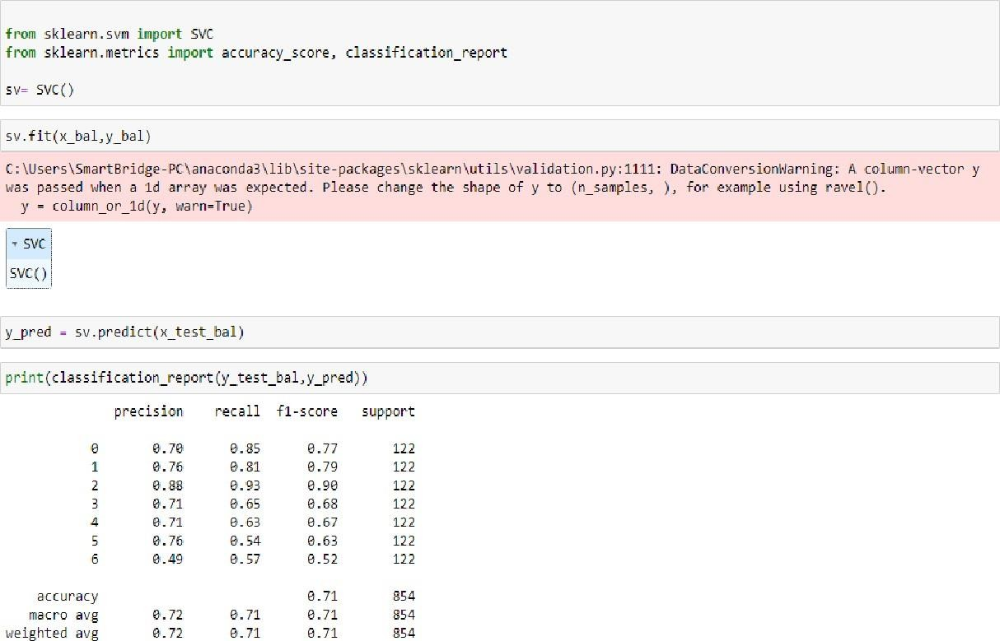 from sklearn.svm import SVC
from sklearn.metrics import accuracy_score, classification_report
sv= SVC()
sv.fit(x_bal,y_bal)
C:\Users\SmartBridge-PC\anaconda3\lib\site-packages\sklearn\utils\validation.py:1111: DataConversionWarning: A column-vector y
was passed when a 1d array was expected. Please change the shape of y to (n_samples, ), for example using ravel().
y = column_or_1d(y, warn=True)
▾ SVC
SVC()
y_pred = sv.predict(x_test_bal)
print(classification_report(y_test_bal,y_pred))
precision recall f1-score support
0 0.70 0.85 0.77 122
1 0.76 0.81 0.79 122
2 0.88 0.93 0.90 122
3 0.71 0.65 0.68 122
4 0.71 0.63 0.67 122
5 0.76 0.54 0.63 122
6 0.49 0.57 0.52 122
accuracy 0.71 854
macro avg 0.72 0.71 0.71 854
weighted avg 0.72 0.71 0.71 854